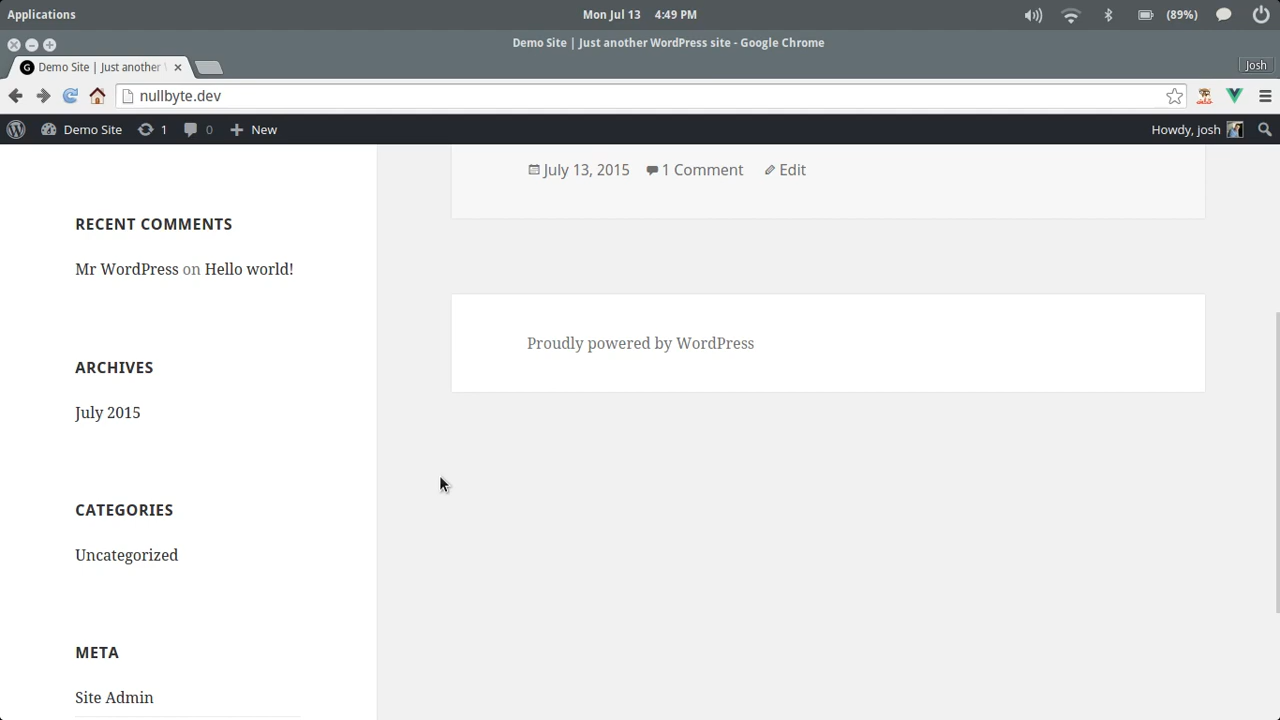 Applications
Mon Jul 13 4:49 PM
(89%)
Demo Site | Just another WordPress site - Google Chrome
Demo Site | Just another
Josh
nullbyte.dev
Demo Site
1
0
New
Howdy, josh
July 13, 2015
1 Comment
Edit
RECENT COMMENTS
Mr WordPress on Hello world!
Proudly powered by WordPress
ARCHIVES
July 2015
CATEGORIES
Uncategorized
META
Site Admin